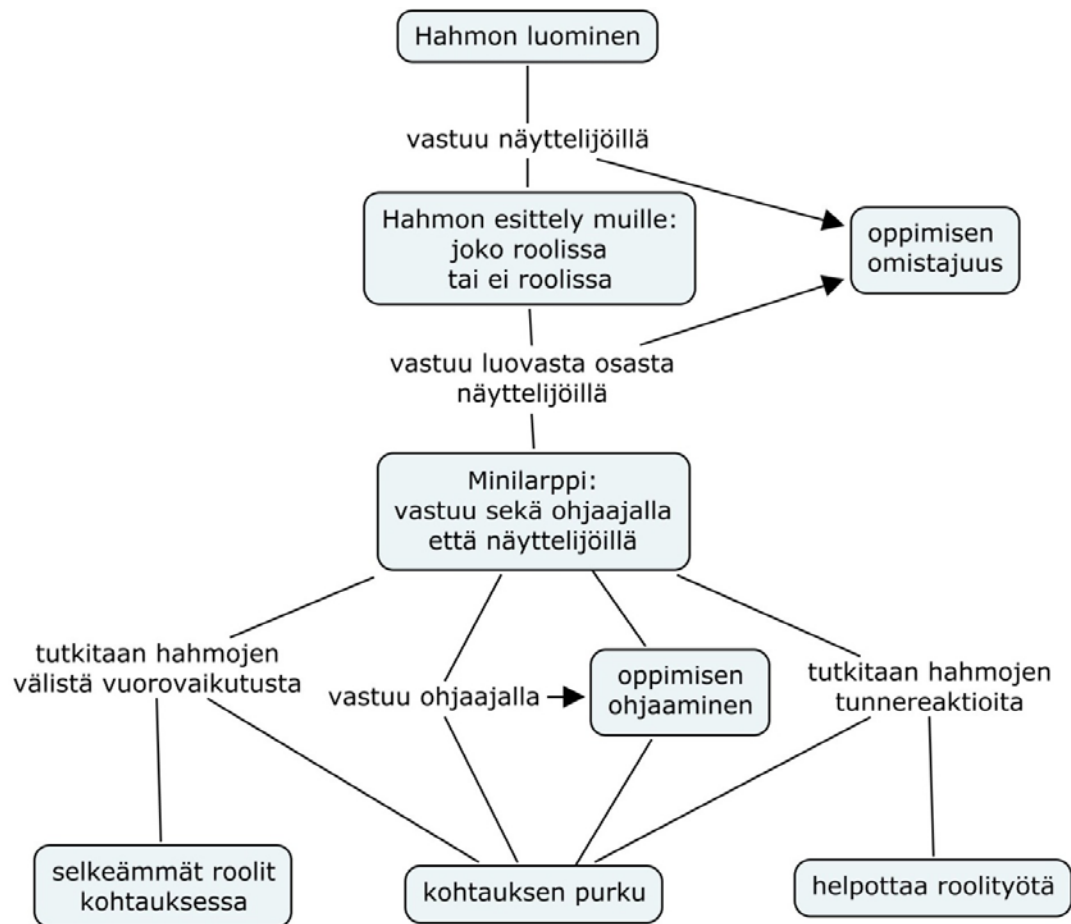 Hahmon luominen
vastuu näyttelijöillä
Hahmon esittely muille:
joko roolissa
tai ei roolissa
oppimisen
omistajuus
vastuu luovasta osasta
näyttelijöillä
Minilarppi:
vastuu sekä ohjaajalla
että näyttelijöillä
tutkitaan hahmojen
välistä vuorovaikutusta
vastuu ohjaajalla
oppimisen
ohjaaminen
tutkitaan hahmojen
tunnereaktioita
selkeämmät roolit
kohtauksessa
kohtauksen purku
helpottaa roolityötä